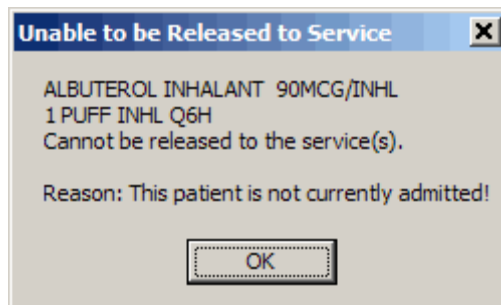 Unable to be Released to Service
ALBUTEROL INHALANT 90MCG/INHL
1 PUFF INHL Q6H
Cannot be released to the service(s).
Reason: This patient is not currently admitted!
OK